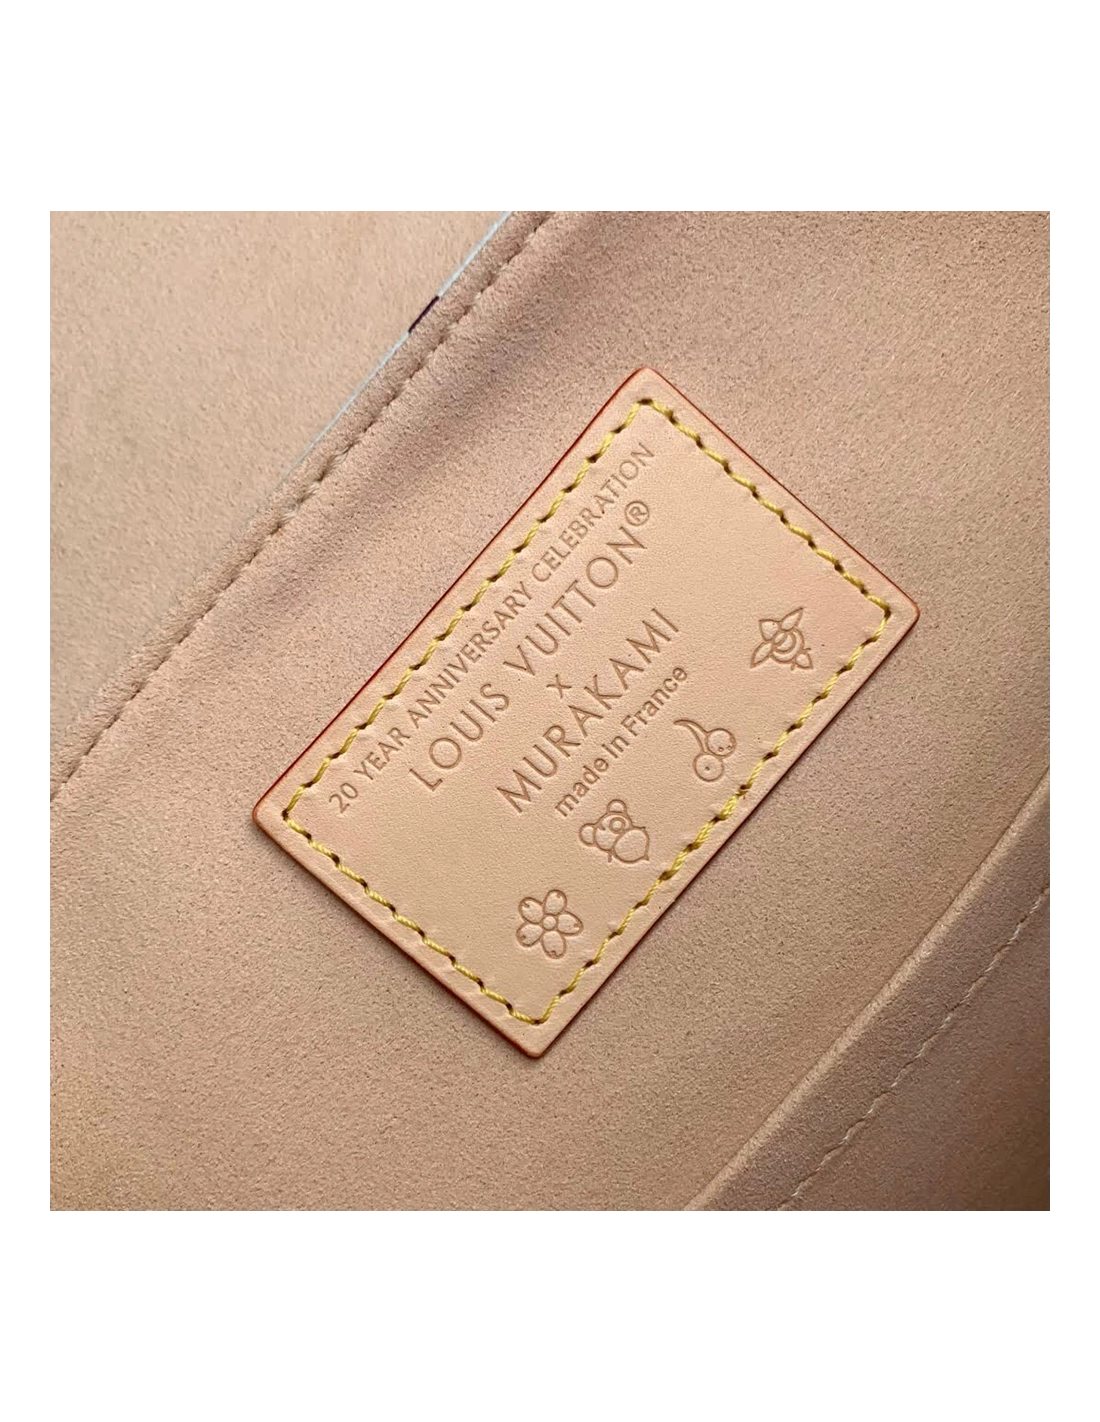 20 YEAR ANNIVERSARY CELEBRATION
LOUIS VUITTON®
x
MURAKAMI
made in France